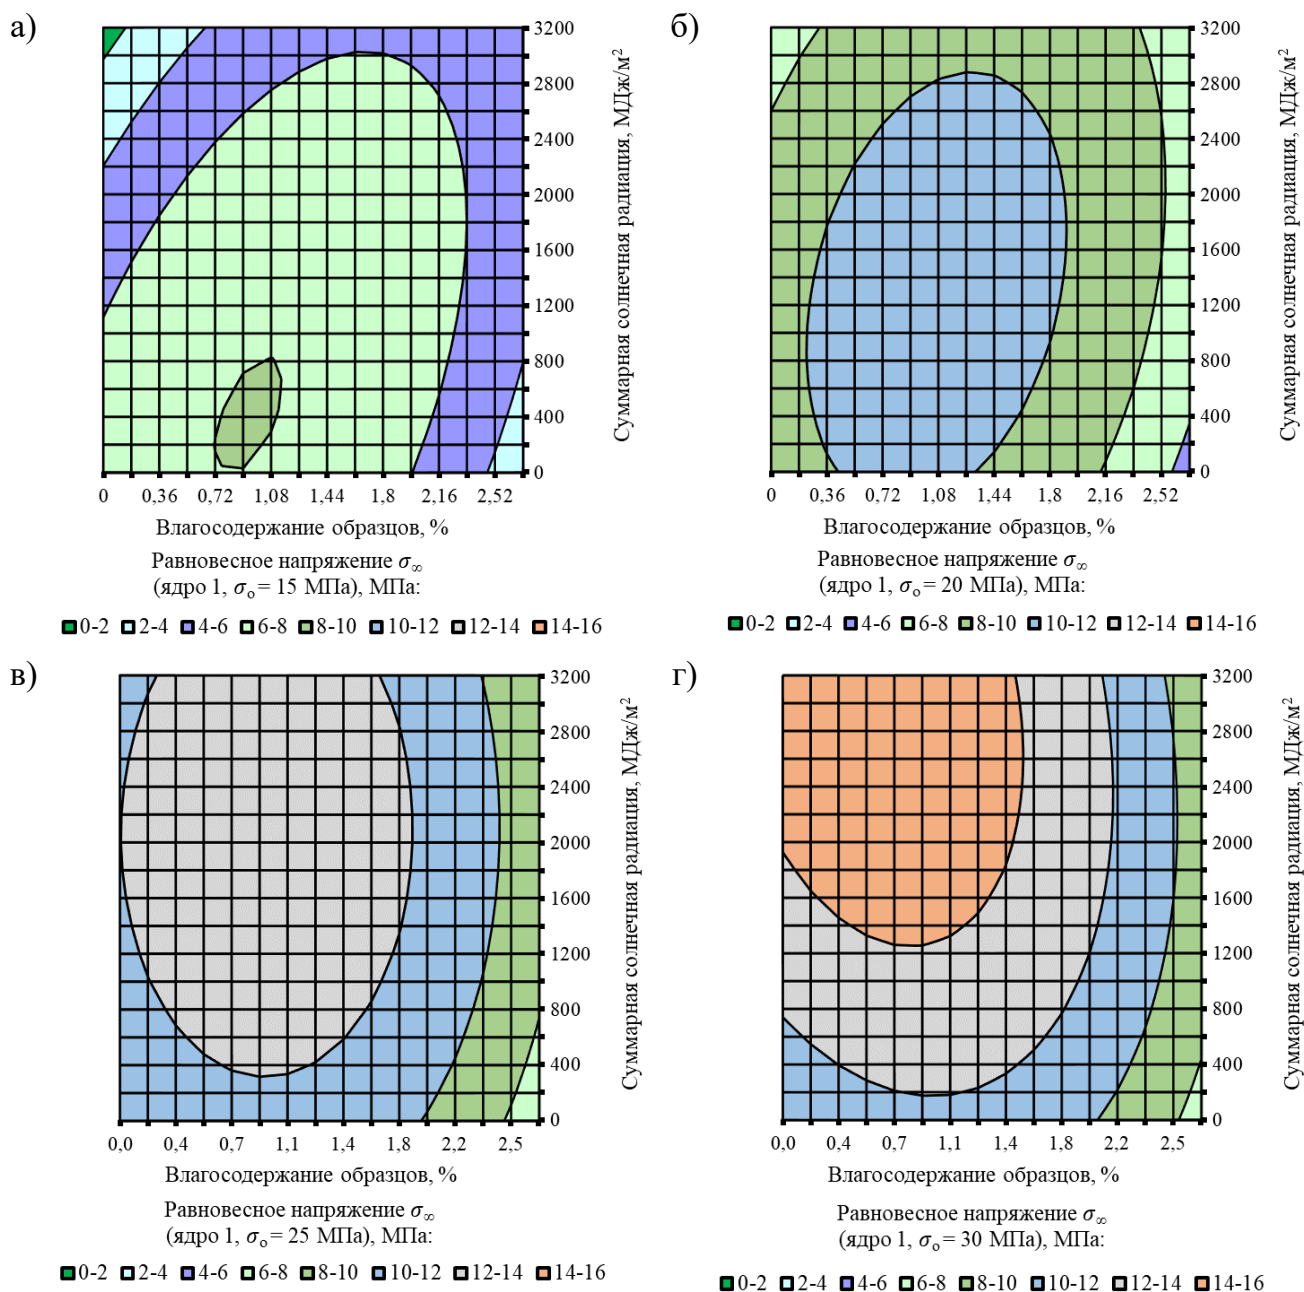 а)
3200
2800
2400
2000
1600
1200
800
400
0
Суммарная солнечная радиация, МДж/м²
0 0,36 0,72 1,08 1,44 1,8 2,16 2,52
Влагосодержание образцов, %
Равновесное напряжение σ∞
(ядро 1, σо = 15 МПа), МПа:
0-2 2-4 4-6 6-8 8-10 10-12 12-14 14-16
б)
3200
2800
2400
2000
1600
1200
800
400
0
Суммарная солнечная радиация, МДж/м²
0 0,36 0,72 1,08 1,44 1,8 2,16 2,52
Влагосодержание образцов, %
Равновесное напряжение σ∞
(ядро 1, σо = 20 МПа), МПа:
0-2 2-4 4-6 6-8 8-10 10-12 12-14 14-16
в)
3200
2800
2400
2000
1600
1200
800
400
0
Суммарная солнечная радиация, МДж/м²
0,0 0,4 0,7 1,1 1,4 1,8 2,2 2,5
Влагосодержание образцов, %
Равновесное напряжение σ∞
(ядро 1, σо = 25 МПа), МПа:
0-2 2-4 4-6 6-8 8-10 10-12 12-14 14-16
г)
3200
2800
2400
2000
1600
1200
800
400
0
Суммарная солнечная радиация, МДж/м²
0,0 0,4 0,7 1,1 1,4 1,8 2,2 2,5
Влагосодержание образцов, %
Равновесное напряжение σ∞
(ядро 1, σо = 30 МПа), МПа:
0-2 2-4 4-6 6-8 8-10 10-12 12-14 14-16